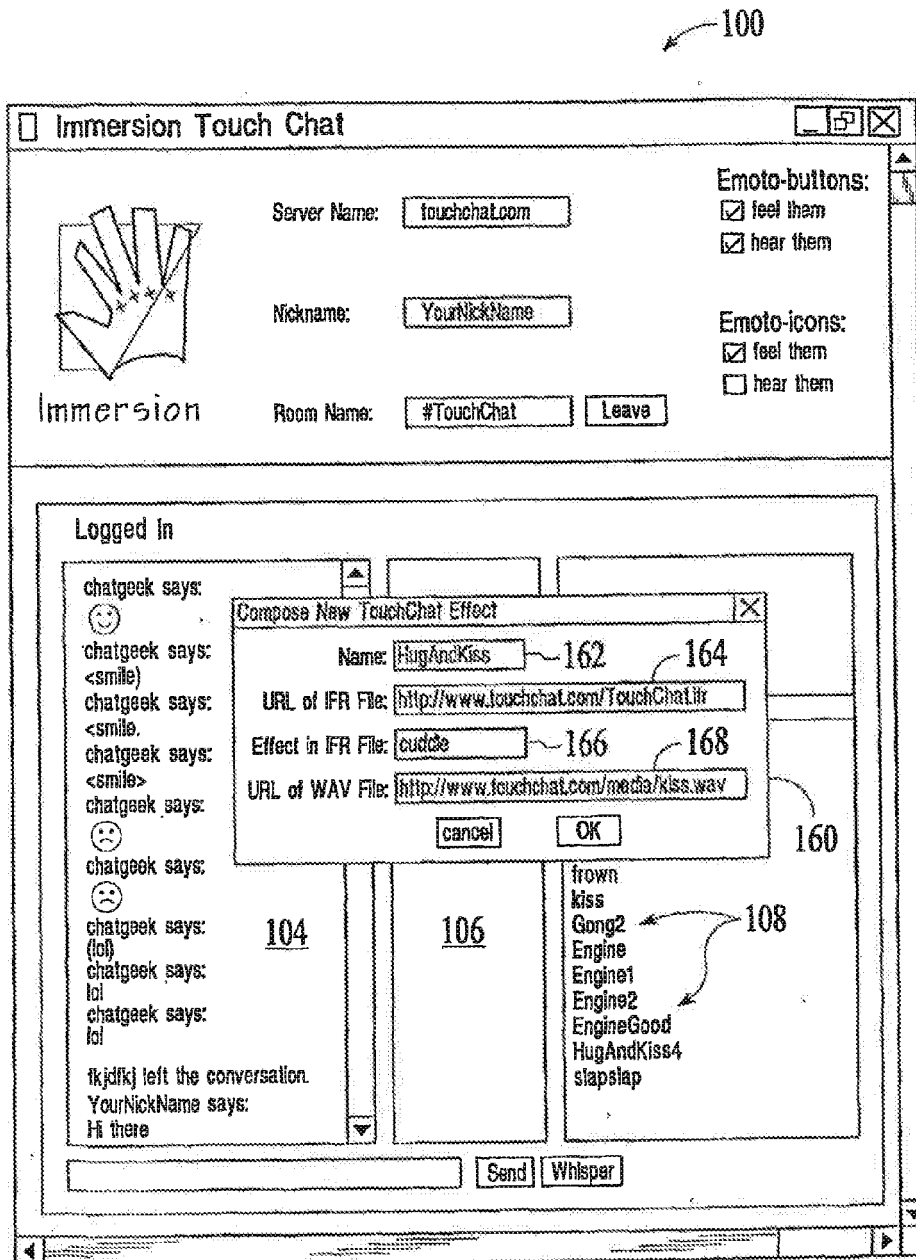 100
Immersion Touch Chat
Immersion
Server Name: touchchat.com
Nickname: YourNickName
Room Name: #TouchChat Leave
Emoto-buttons:
feel them
hear them
Emoto-icons:
feel them
hear them
Logged In
chatgeek says:
chatgeek says:
<smile)
chatgeek says:
<smile.
chatgeek says:
<smile>
chatgeek says:
chatgeek says:
chatgeek says:
(lol)
chatgeek says:
lol
chatgeek says:
lol
fkjdfkj left the conversation.
YourNickName says:
Hi there
104
106
Compose New TouchChat Effect
Name: HugAndKiss 162 164
URL of IFR File: http://www.touchchat.com/TouchChat.ifr
Effect in IFR File: cuddle 166 168
URL of WAV File: http://www.touchchat.com/media/kiss.wav
cancel OK
160
frown
kiss
Gong2
Engine
Engine1
Engine2
EngineGood
HugAndKiss4
slapslap
108
Send Whisper